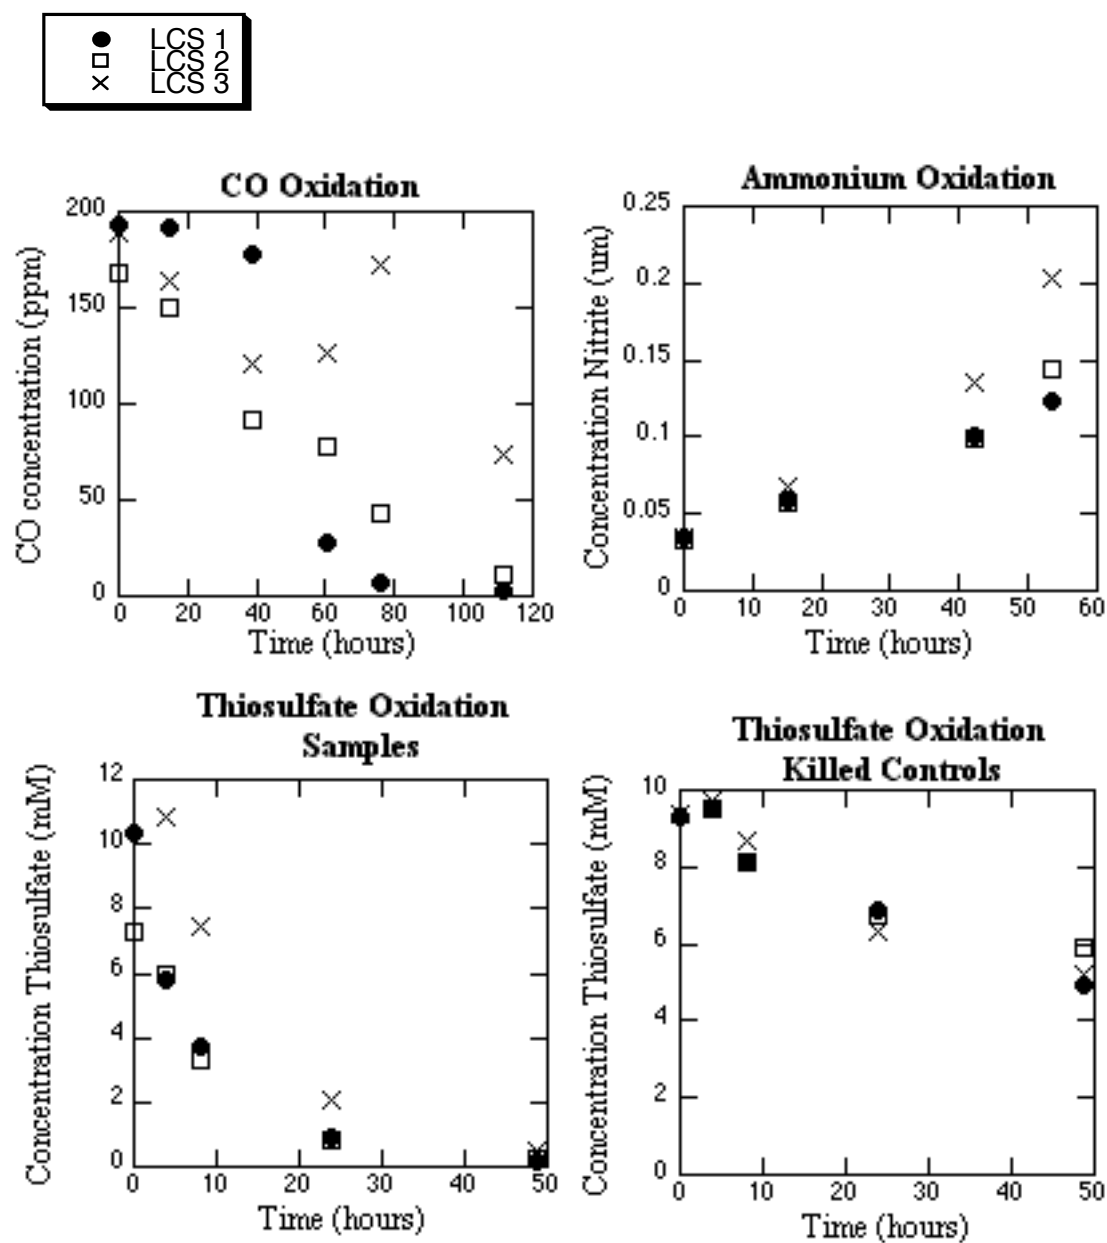 LCS 1
LCS 2
LCS 3
CO Oxidation
200
150
100
50
0
0 20 40 60 80 100 120
CO concentration (ppm)
Time (hours)
Ammonium Oxidation
0.25
0.2
0.15
0.1
0.05
0
0 10 20 30 40 50 60
Concentration Nitrite (um)
Time (hours)
Thiosulfate Oxidation
Samples
12
10
8
6
4
2
0
0 10 20 30 40 50
Concentration Thiosulfate (mM)
Time (hours)
Thiosulfate Oxidation
Killed Controls
10
8
6
4
2
0
0 10 20 30 40 50
Concentration Thiosulfate (mM)
Time (hours)